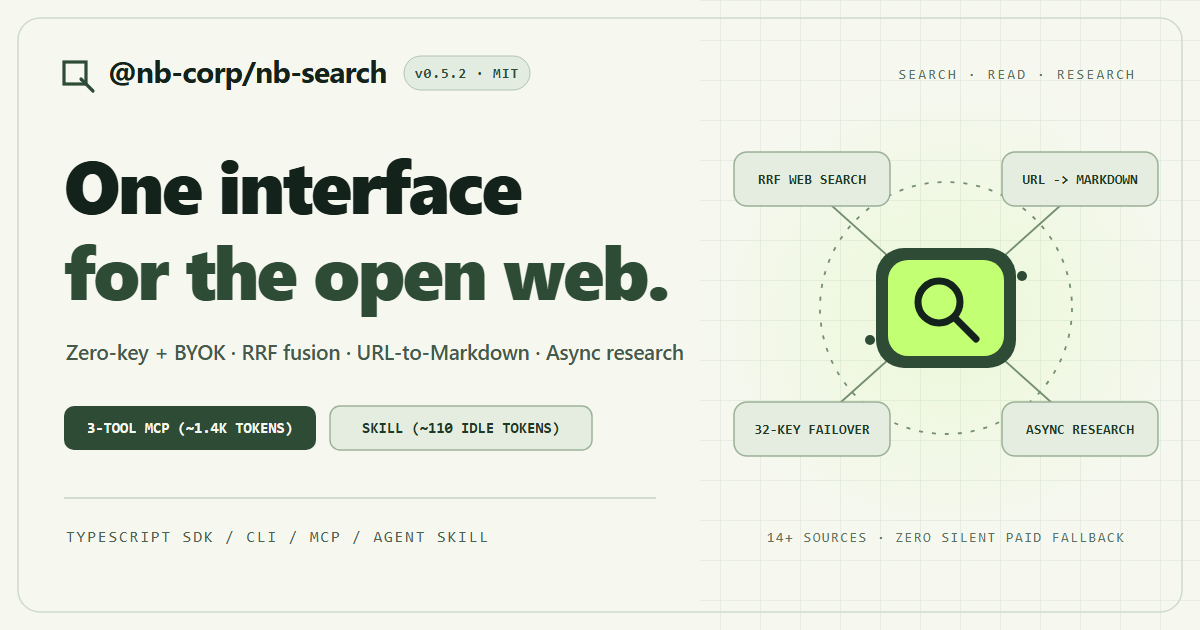 @nb-corp/nb-search
v0.5.2 · MIT
SEARCH · READ · RESEARCH
One interface
for the open web.
Zero-key + BYOK · RRF fusion · URL-to-Markdown · Async research
3-TOOL MCP (~1.4K TOKENS)
SKILL (~110 IDLE TOKENS)
TYPESCRIPT SDK / CLI / MCP / AGENT SKILL
RRF WEB SEARCH
URL -> MARKDOWN
32-KEY FAILOVER
ASYNC RESEARCH
14+ SOURCES · ZERO SILENT PAID FALLBACK